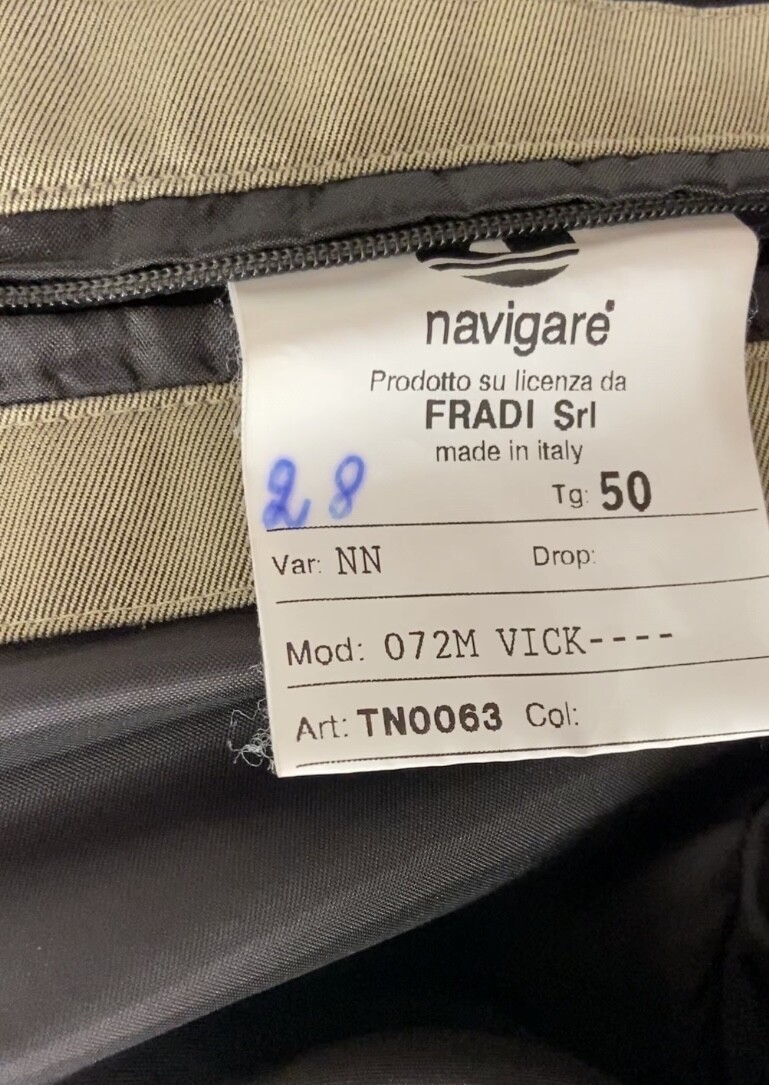 navigare
Prodotto su licenza da
FRADI Srl
made in italy
28 Tg: 50
Var: NN Drop:
Mod: 072M VICK----
Art: TN0063 Col: